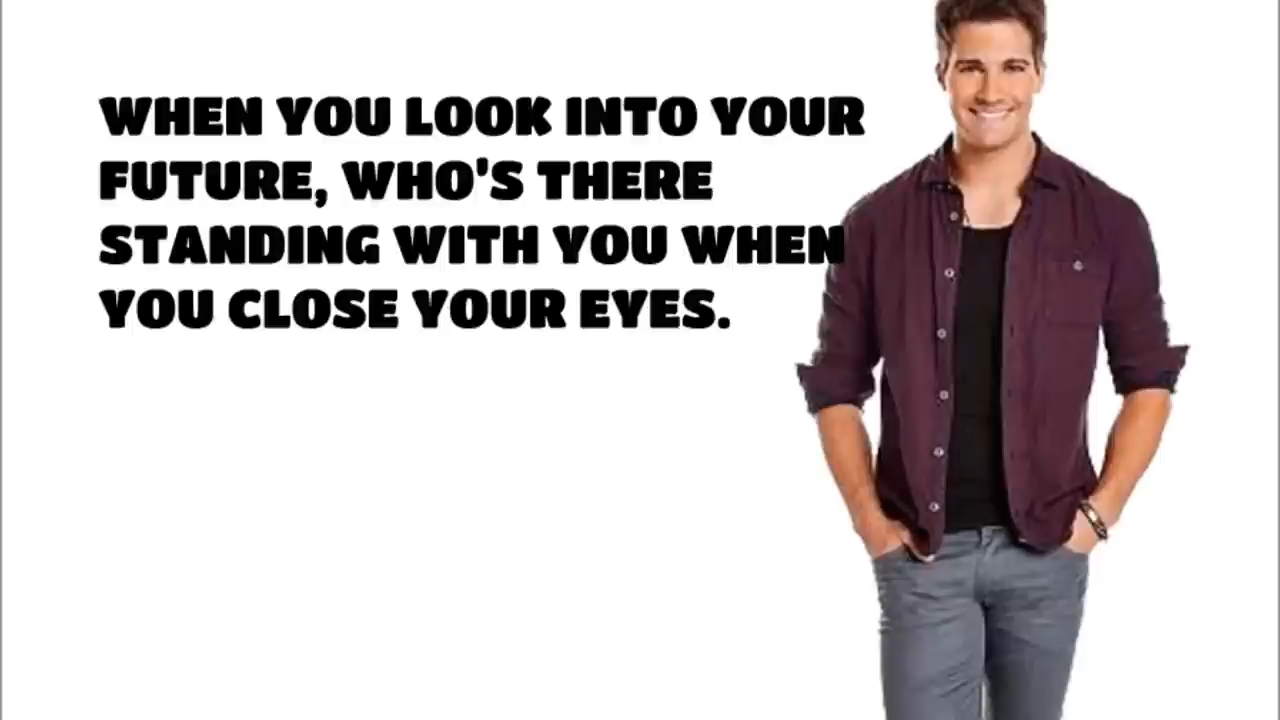 WHEN YOU LOOK INTO YOUR
FUTURE, WHO'S THERE
STANDING WITH YOU WHEN
YOU CLOSE YOUR EYES.